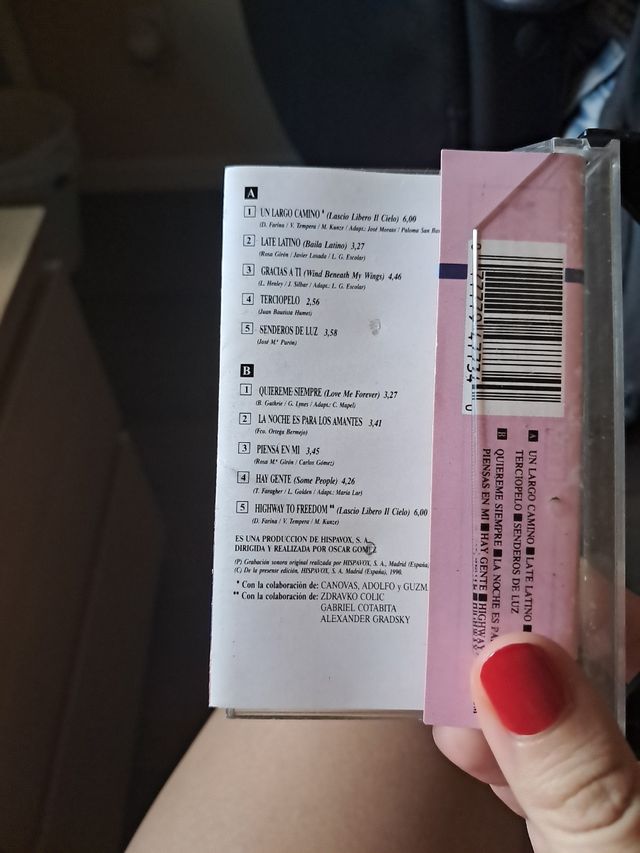 A
1 UN LARGO CAMINO * (Lascio Libero Il Cielo) 6,00
(D. Farina / V. Tempera / M. Kunze / Adapt.: José Morato / Paloma San
2 LATE LATINO (Baila Latino) 3,27
(Rosa Girón / Javier Losada / L. G. Escolar)
3 GRACIAS A TI (Wind Beneath My Wings) 4,46
(L. Henley / J. Silbar / Adapt.: L. G. Escolar)
4 TERCIOPELO 2,56
(Juan Bautista Humet)
5 SENDEROS DE LUZ 3,58
(José M.ª Purón)
B
1 QUIEREME SIEMPRE (Love Me Forever) 3,27
(B. Guthrie / G. Lynes / Adapt.: C. Mapel)
2 LA NOCHE ES PARA LOS AMANTES 3,41
(Fco. Ortega Bermejo)
3 PIENSA EN MI 3,45
(Rosa M.ª Girón / Carlos Gómez)
4 HAY GENTE (Some People) 4,26
(T. Faragher / L. Golden / Adapt.: María Lar)
5 HIGHWAY TO FREEDOM ** (Lascio Libero Il Cielo) 6,00
(D. Farina / V. Tempera / M. Kunze)
ES UNA PRODUCCION DE HISPAVOX, S. A.
DIRIGIDA Y REALIZADA POR OSCAR GOMEZ
(P) Grabación sonora original realizada por HISPAVOX, S. A., Madrid (España)
(C) De la presente edición, HISPAVOX, S. A. Madrid (España), 1990.
* Con la colaboración de: CANOVAS, ADOLFO y GUZM
** Con la colaboración de: ZDRAVKO COLIC
GABRIEL COTABITA
ALEXANDER GRADSKY
A UN LARGO CAMINO ■ LATE LATINO ■
TERCIOPELO ■ SENDEROS DE LUZ
B QUIEREME SIEMPRE ■ LA NOCHE ES PA
PIENSAS EN MI ■ HAY GENTE ■ HIGHWAY